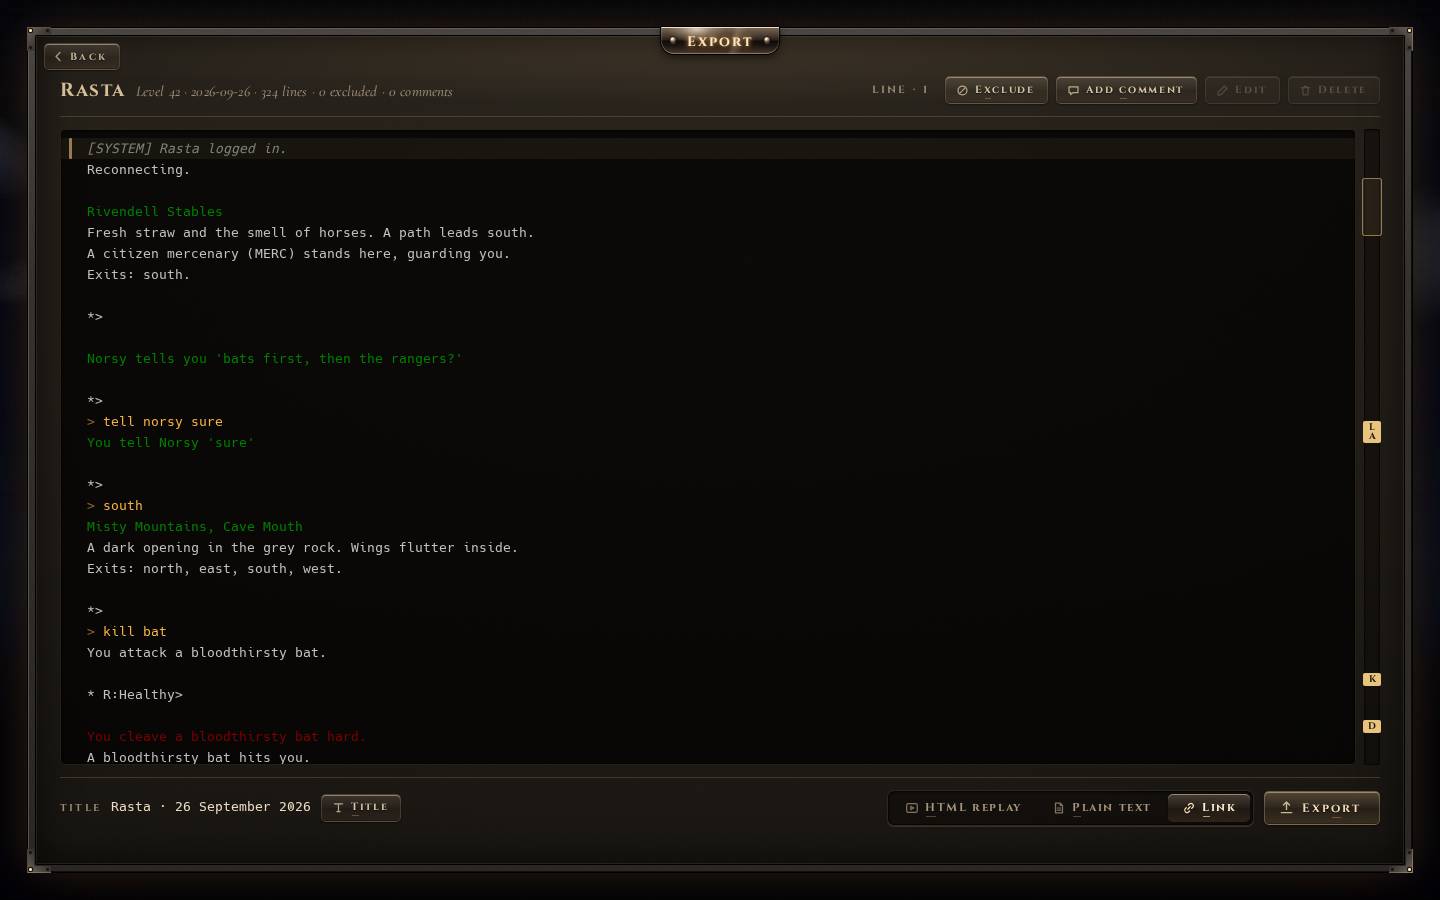 Export
Back
Rasta Level 42 · 2026-09-26 · 324 lines · 0 excluded · 0 comments
LINE · 1 Exclude Add comment Edit Delete
[SYSTEM] Rasta logged in.
Reconnecting.
Rivendell Stables
Fresh straw and the smell of horses. A path leads south.
A citizen mercenary (MERC) stands here, guarding you.
Exits: south.
*>
Norsy tells you 'bats first, then the rangers?'
*>
> tell norsy sure
You tell Norsy 'sure'
*>
> south
Misty Mountains, Cave Mouth
A dark opening in the grey rock. Wings flutter inside.
Exits: north, east, south, west.
*>
> kill bat
You attack a bloodthirsty bat.
* R:Healthy>
You cleave a bloodthirsty bat hard.
A bloodthirsty bat hits you.
L
A
K
D
TITLE Rasta · 26 September 2026 Title
HTML replay Plain text Link Export